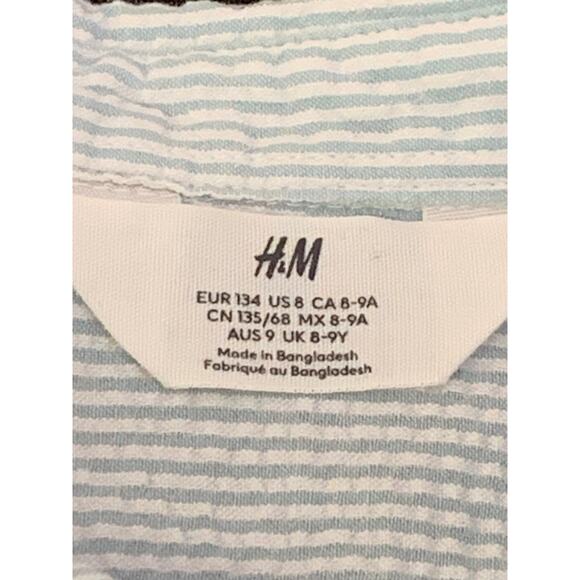 H&M
EUR 134 US 8 CA 8-9A
CN 135/68 MX 8-9A
AUS 9 UK 8-9Y
Made in Bangladesh
Fabriqué au Bangladesh